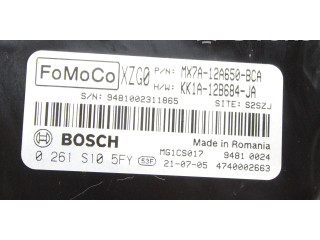 FoMoCo XZG0 P/N: MX7A-12A650-BCA
H/W: KK1A-12B684-JA
S/N: 9481002311865 SITE: S2SZJ
BOSCH Made in Romania
MG1CS017 9481 0024
0 261 S10 5FY 53F 21-07-05 4740002663